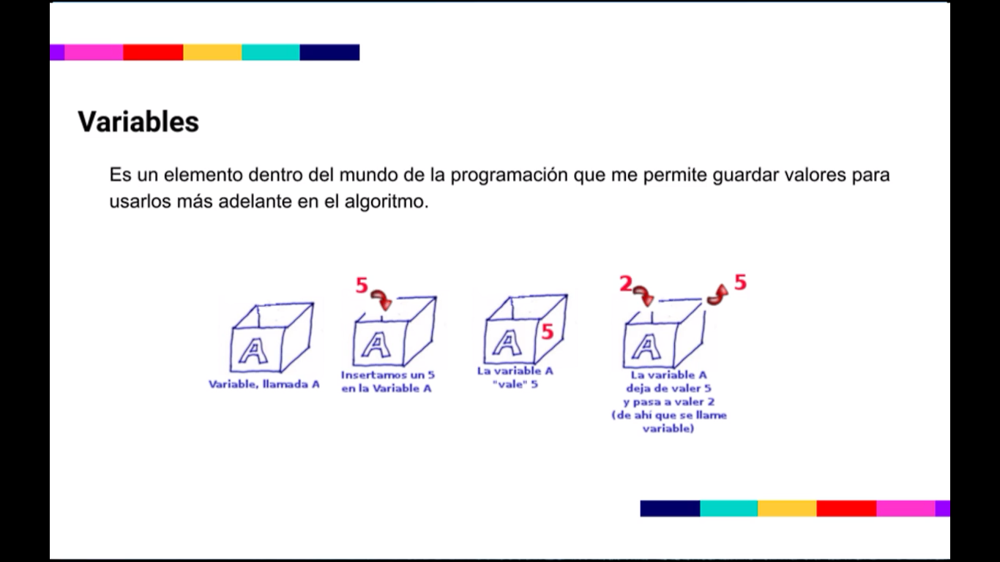 Variables
Es un elemento dentro del mundo de la programación que me permite guardar valores para
usarlos más adelante en el algoritmo.
A
Variable, llamada A
5
A
Insertamos un 5
en la Variable A
A
5
La variable A
"vale" 5
2
5
A
La variable A
deja de valer 5
y pasa a valer 2
(de ahí que se llame
variable)